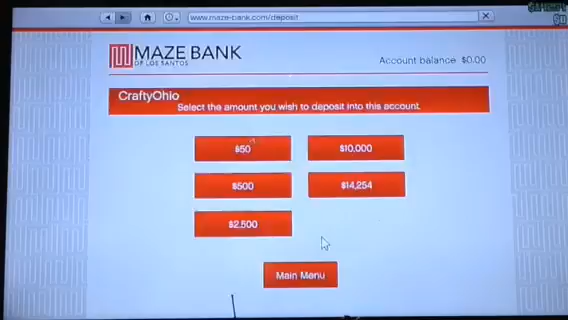 www.maze-bank.com/deposit
MAZE BANK
OF LOS SANTOS
Account balance $0.00
CraftyOhio
Select the amount you wish to deposit into this account.
$50
$10,000
$500
$14,254
$2,500
Main Menu